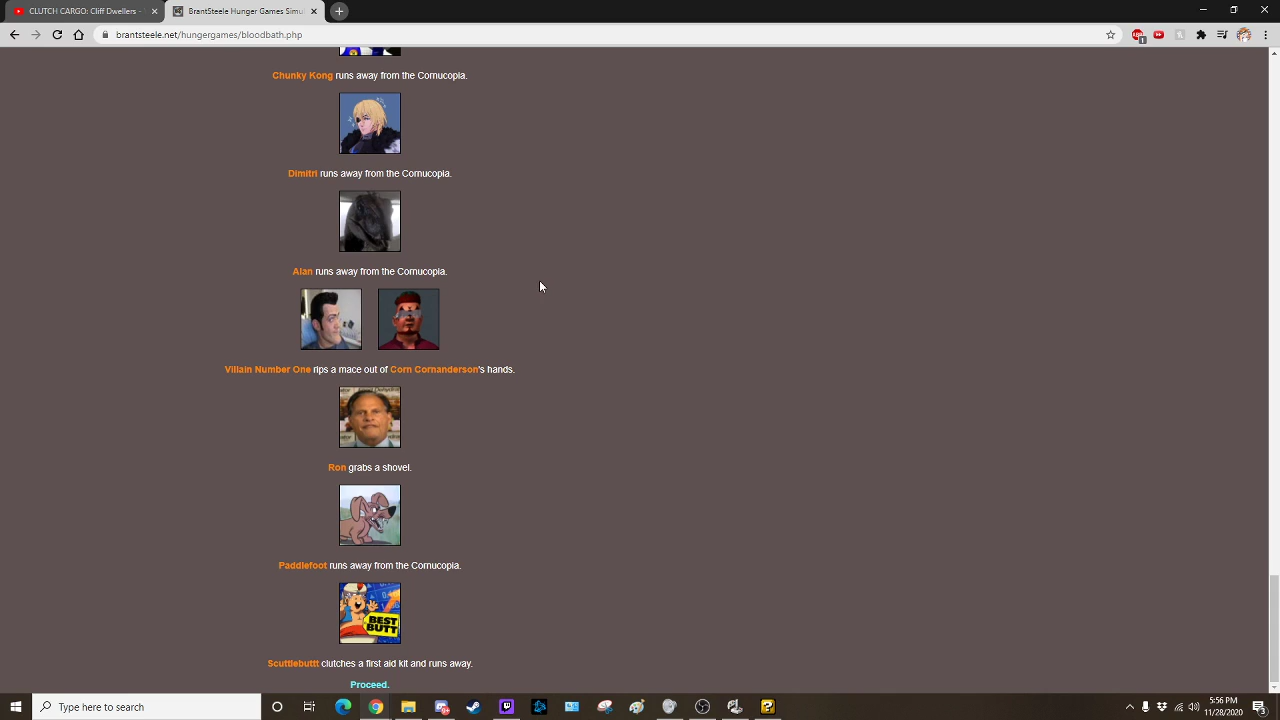 CLUTCH CARGO: Cliff Dwellers -
BrantSteele Hunger Games Simu
brantsteele.net/hungergames/bloodbath.php
Chunky Kong runs away from the Cornucopia.
Dimitri runs away from the Cornucopia.
Alan runs away from the Cornucopia.
Villain Number One rips a mace out of Corn Cornanderson's hands.
Ron grabs a shovel.
Paddlefoot runs away from the Cornucopia.
BEST
BUTT
Scuttlebuttt clutches a first aid kit and runs away.
Proceed.
Type here to search
5:56 PM
11/28/2020